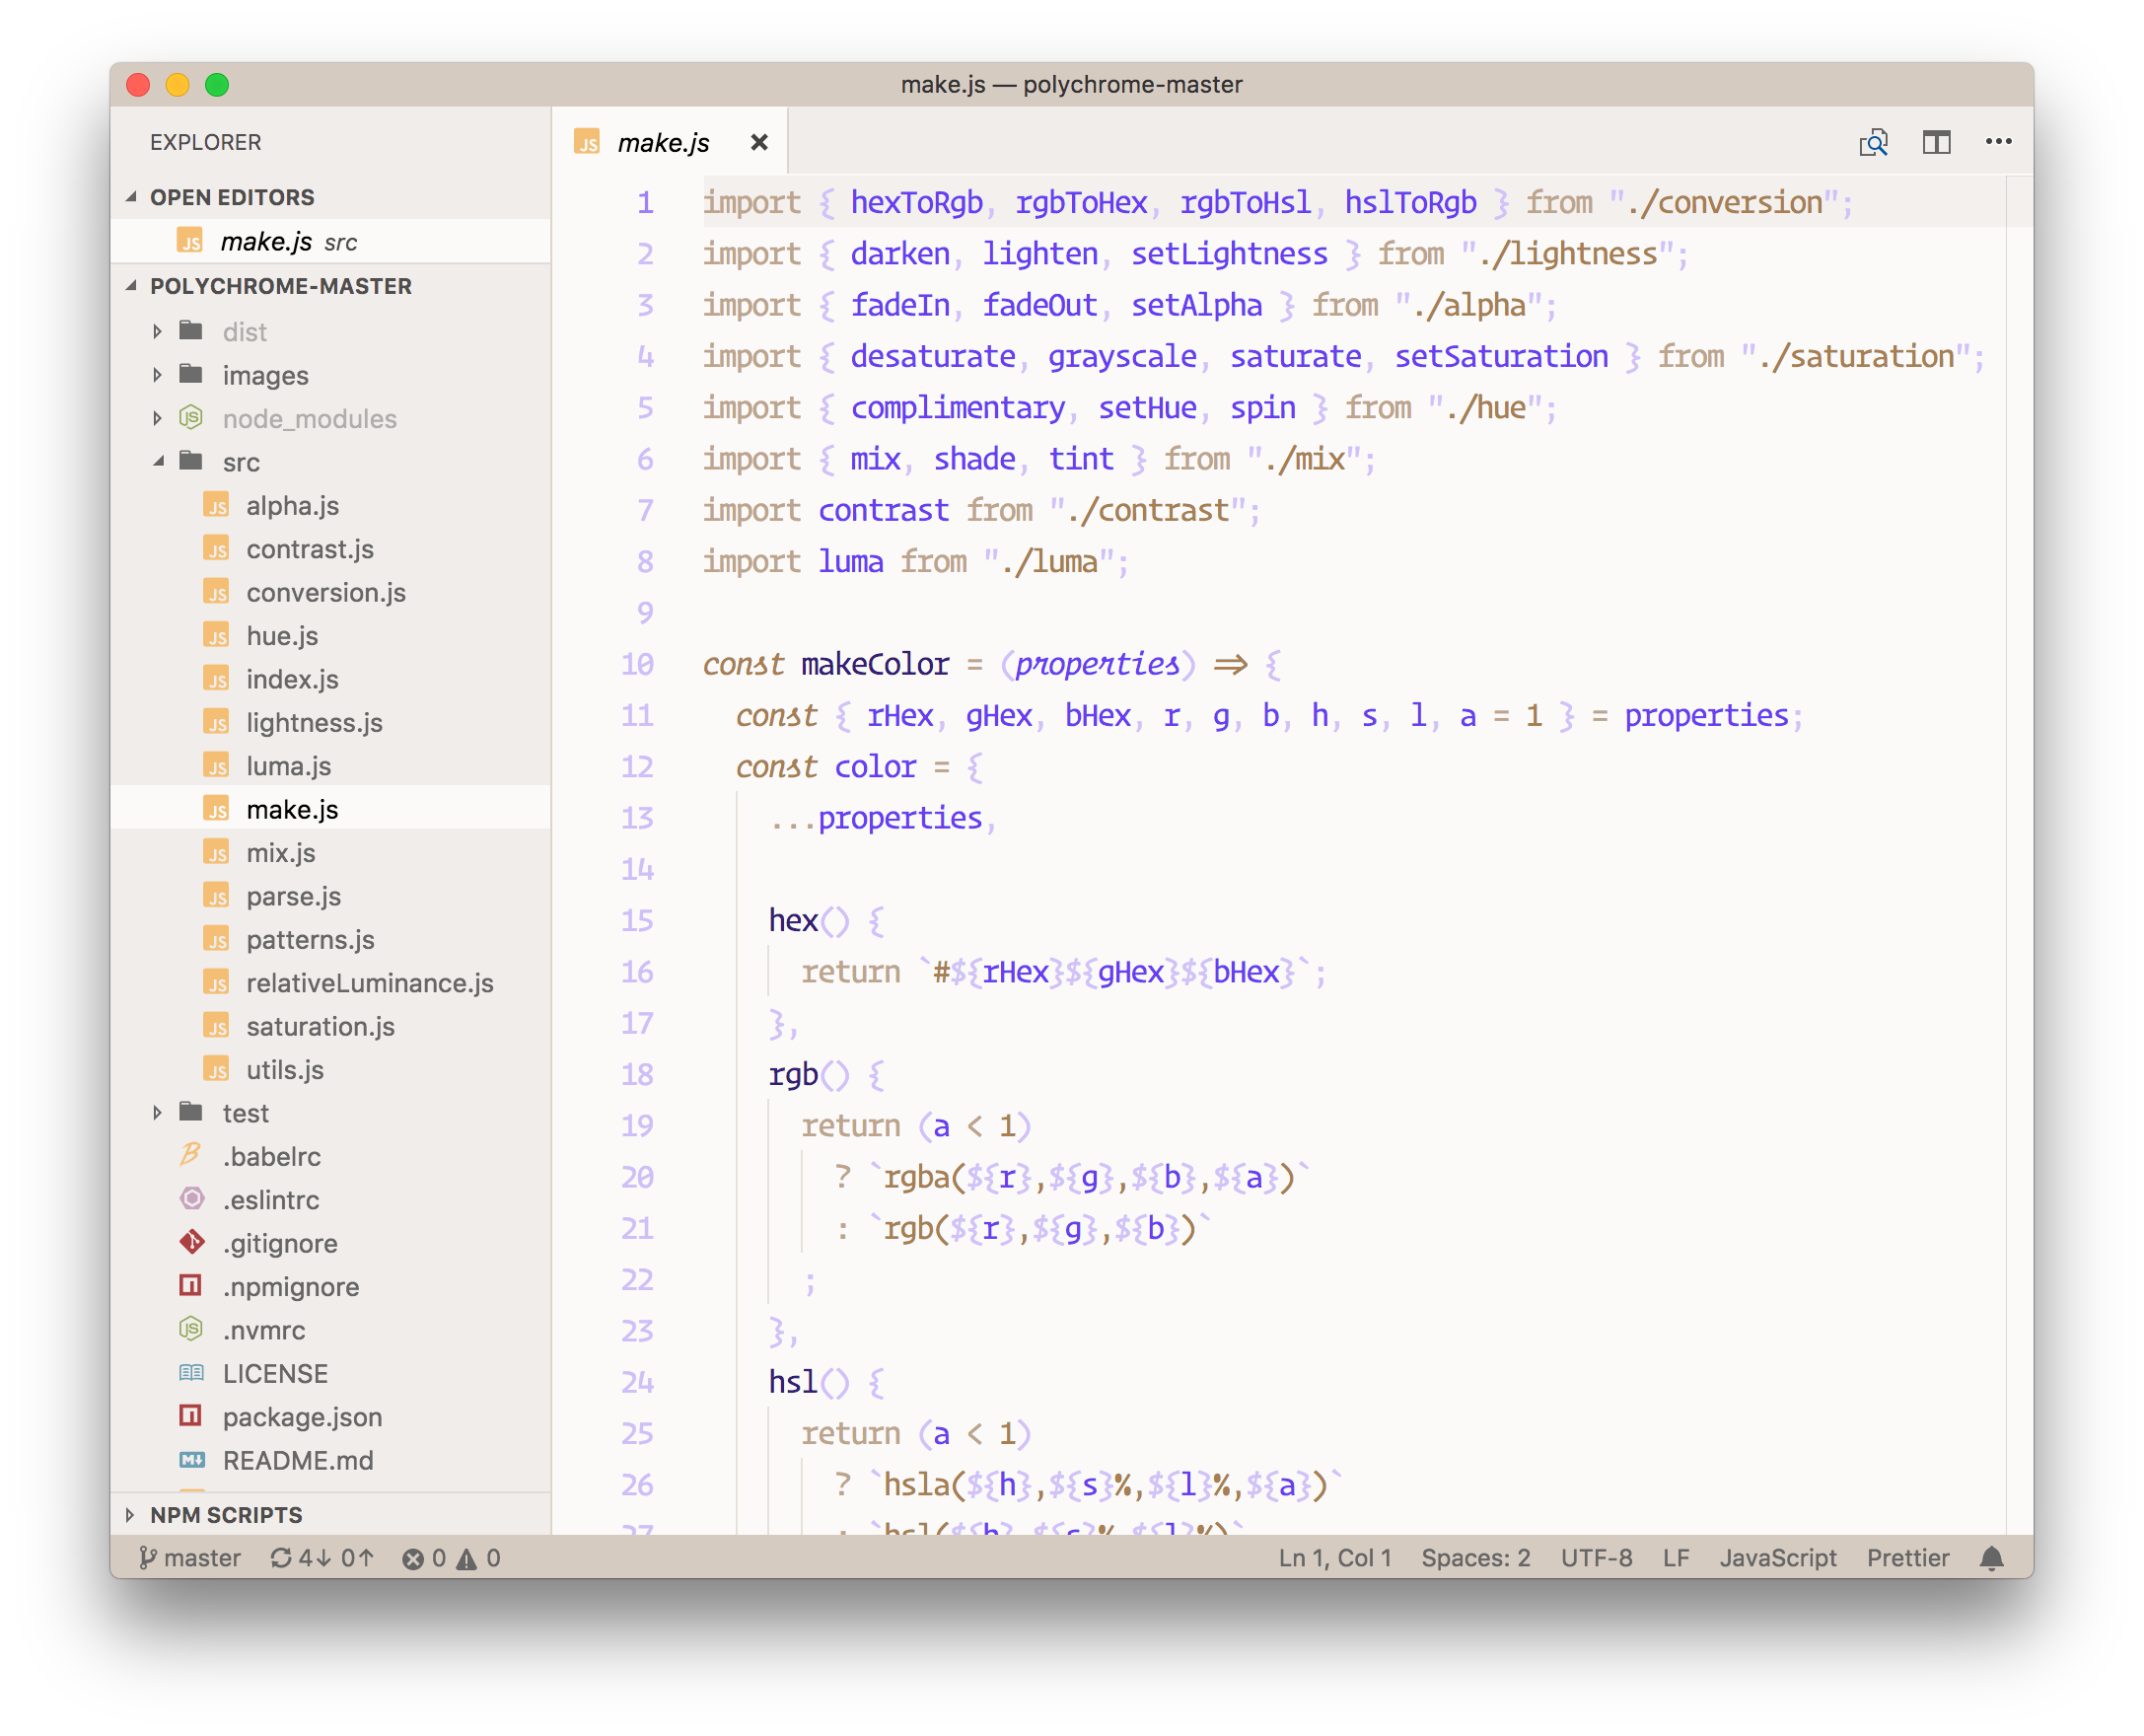 make.js — polychrome-master
EXPLORER
OPEN EDITORS
make.js src
POLYCHROME-MASTER
dist
images
node_modules
src
alpha.js
contrast.js
conversion.js
hue.js
index.js
lightness.js
luma.js
make.js
mix.js
parse.js
patterns.js
relativeLuminance.js
saturation.js
utils.js
test
.babelrc
.eslintrc
.gitignore
.npmignore
.nvmrc
LICENSE
package.json
README.md
NPM SCRIPTS
make.js
1 import { hexToRgb, rgbToHex, rgbToHsl, hslToRgb } from "./conversion";
2 import { darken, lighten, setLightness } from "./lightness";
3 import { fadeIn, fadeOut, setAlpha } from "./alpha";
4 import { desaturate, grayscale, saturate, setSaturation } from "./saturation";
5 import { complimentary, setHue, spin } from "./hue";
6 import { mix, shade, tint } from "./mix";
7 import contrast from "./contrast";
8 import luma from "./luma";
9
10 const makeColor = (properties) => {
11 const { rHex, gHex, bHex, r, g, b, h, s, l, a = 1 } = properties;
12 const color = {
13 ...properties,
14
15 hex() {
16 return `#${rHex}${gHex}${bHex}`;
17 },
18 rgb() {
19 return (a < 1)
20 ? `rgba(${r},${g},${b},${a})`
21 : `rgb(${r},${g},${b})`
22 ;
23 },
24 hsl() {
25 return (a < 1)
26 ? `hsla(${h},${s}%,${l}%,${a})`
27 : `hsl(${h},${s}%,${l}%)`
master 4↓ 0↑ 0 0 Ln 1, Col 1 Spaces: 2 UTF-8 LF JavaScript Prettier